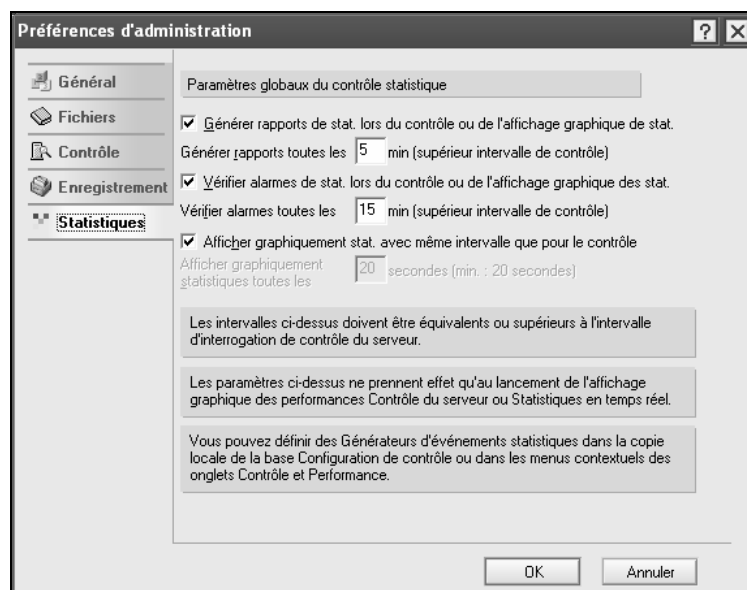 Préférences d'administration
Général
Fichiers
Contrôle
Enregistrement
Statistiques
Paramètres globaux du contrôle statistique
Générer rapports de stat. lors du contrôle ou de l'affichage graphique de stat.
Générer rapports toutes les 5 min (supérieur intervalle de contrôle)
Vérifier alarmes de stat. lors du contrôle ou de l'affichage graphique des stat.
Vérifier alarmes toutes les 15 min (supérieur intervalle de contrôle)
Afficher graphiquement stat. avec même intervalle que pour le contrôle
Afficher graphiquement
statistiques toutes les 20 secondes (min. : 20 secondes)
Les intervalles ci-dessus doivent être équivalents ou supérieurs à l'intervalle
d'interrogation de contrôle du serveur.
Les paramètres ci-dessus ne prennent effet qu'au lancement de l'affichage
graphique des performances Contrôle du serveur ou Statistiques en temps réel.
Vous pouvez définir des Générateurs d'événements statistiques dans la copie
locale de la base Configuration de contrôle ou dans les menus contextuels des
onglets Contrôle et Performance.
OK
Annuler